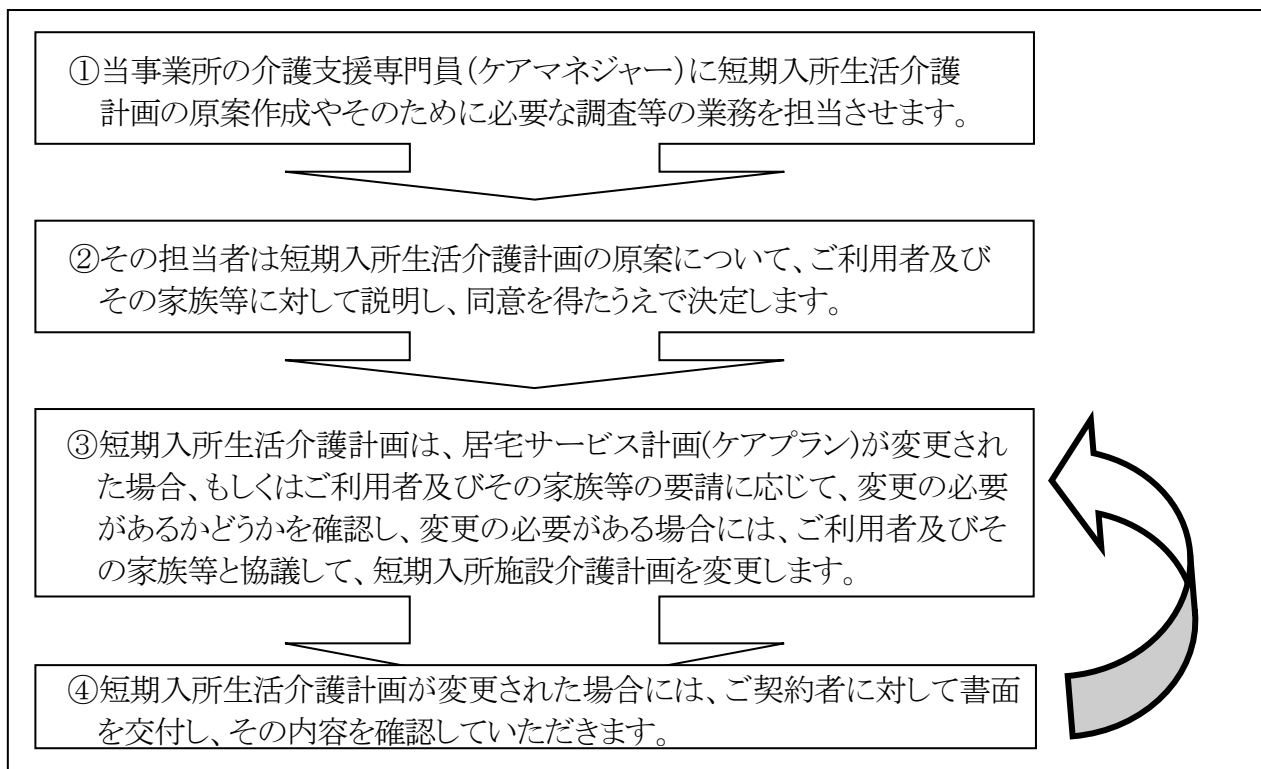 ①当事業所の介護支援専門員(ケアマネジャー)に短期入所生活介護
計画の原案作成やそのために必要な調査等の業務を担当させます。
②その担当者は短期入所生活介護計画の原案について、ご利用者及び
その家族等に対して説明し、同意を得たうえで決定します。
③短期入所生活介護計画は、居宅サービス計画(ケアプラン)が変更され
た場合、もしくはご利用者及びその家族等の要請に応じて、変更の必要
があるかどうかを確認し、変更の必要がある場合には、ご利用者及びそ
の家族等と協議して、短期入所施設介護計画を変更します。
④短期入所生活介護計画が変更された場合には、ご契約者に対して書面
を交付し、その内容を確認していただきます。